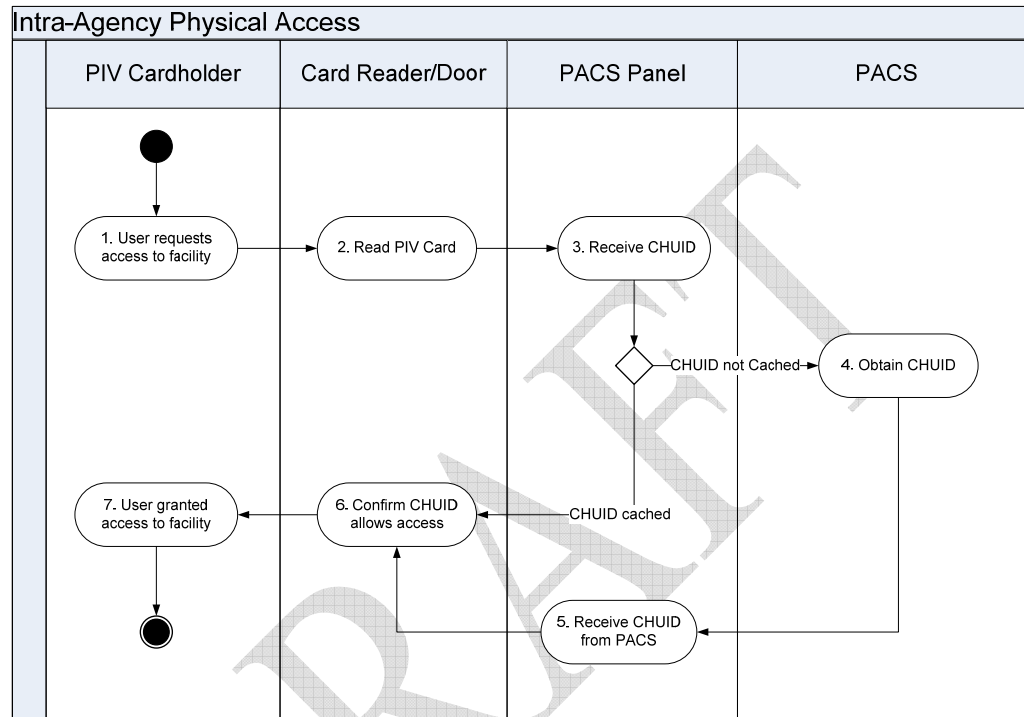 Intra-Agency Physical Access
PIV Cardholder
Card Reader/Door
PACS Panel
PACS
1. User requests
access to facility
2. Read PIV Card
3. Receive CHUID
CHUID not Cached
4. Obtain CHUID
7. User granted
access to facility
6. Confirm CHUID
allows access
CHUID cached
5. Receive CHUID
from PACS
RAFT